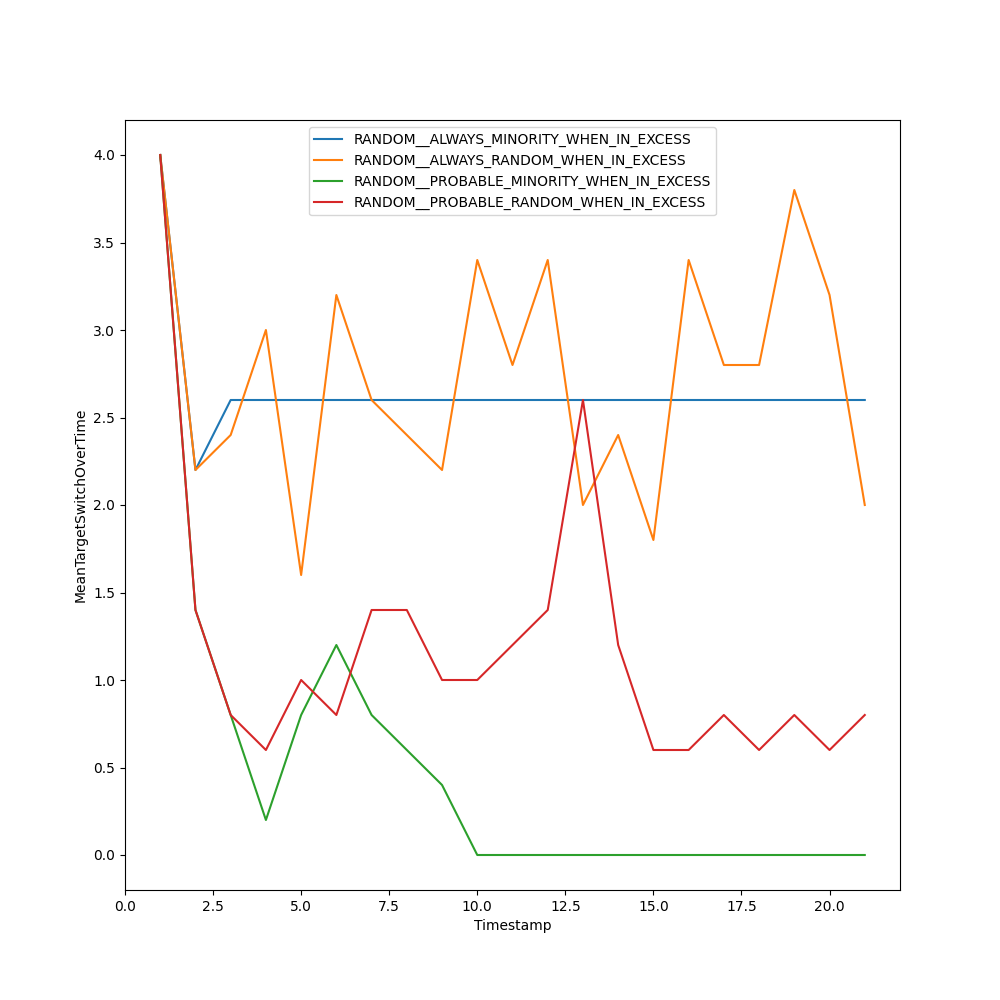 RANDOM__ALWAYS_MINORITY_WHEN_IN_EXCESS
RANDOM__ALWAYS_RANDOM_WHEN_IN_EXCESS
RANDOM__PROBABLE_MINORITY_WHEN_IN_EXCESS
RANDOM__PROBABLE_RANDOM_WHEN_IN_EXCESS
4.0
3.5
3.0
2.5
2.0
1.5
1.0
0.5
0.0
MeanTargetSwitchOverTime
0.0 2.5 5.0 7.5 10.0 12.5 15.0 17.5 20.0
Timestamp